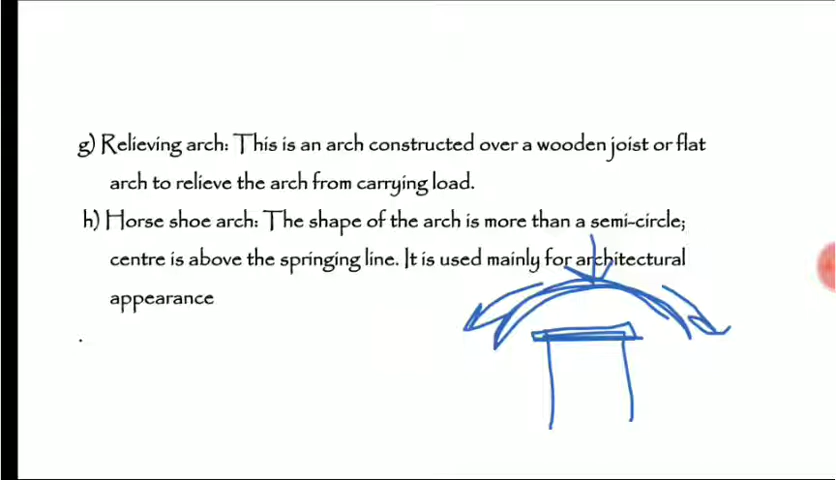 g) Relieving arch: This is an arch constructed over a wooden joist or flat
arch to relieve the arch from carrying load.
h) Horse shoe arch: The shape of the arch is more than a semi-circle;
centre is above the springing line. It is used mainly for architectural
appearance
.